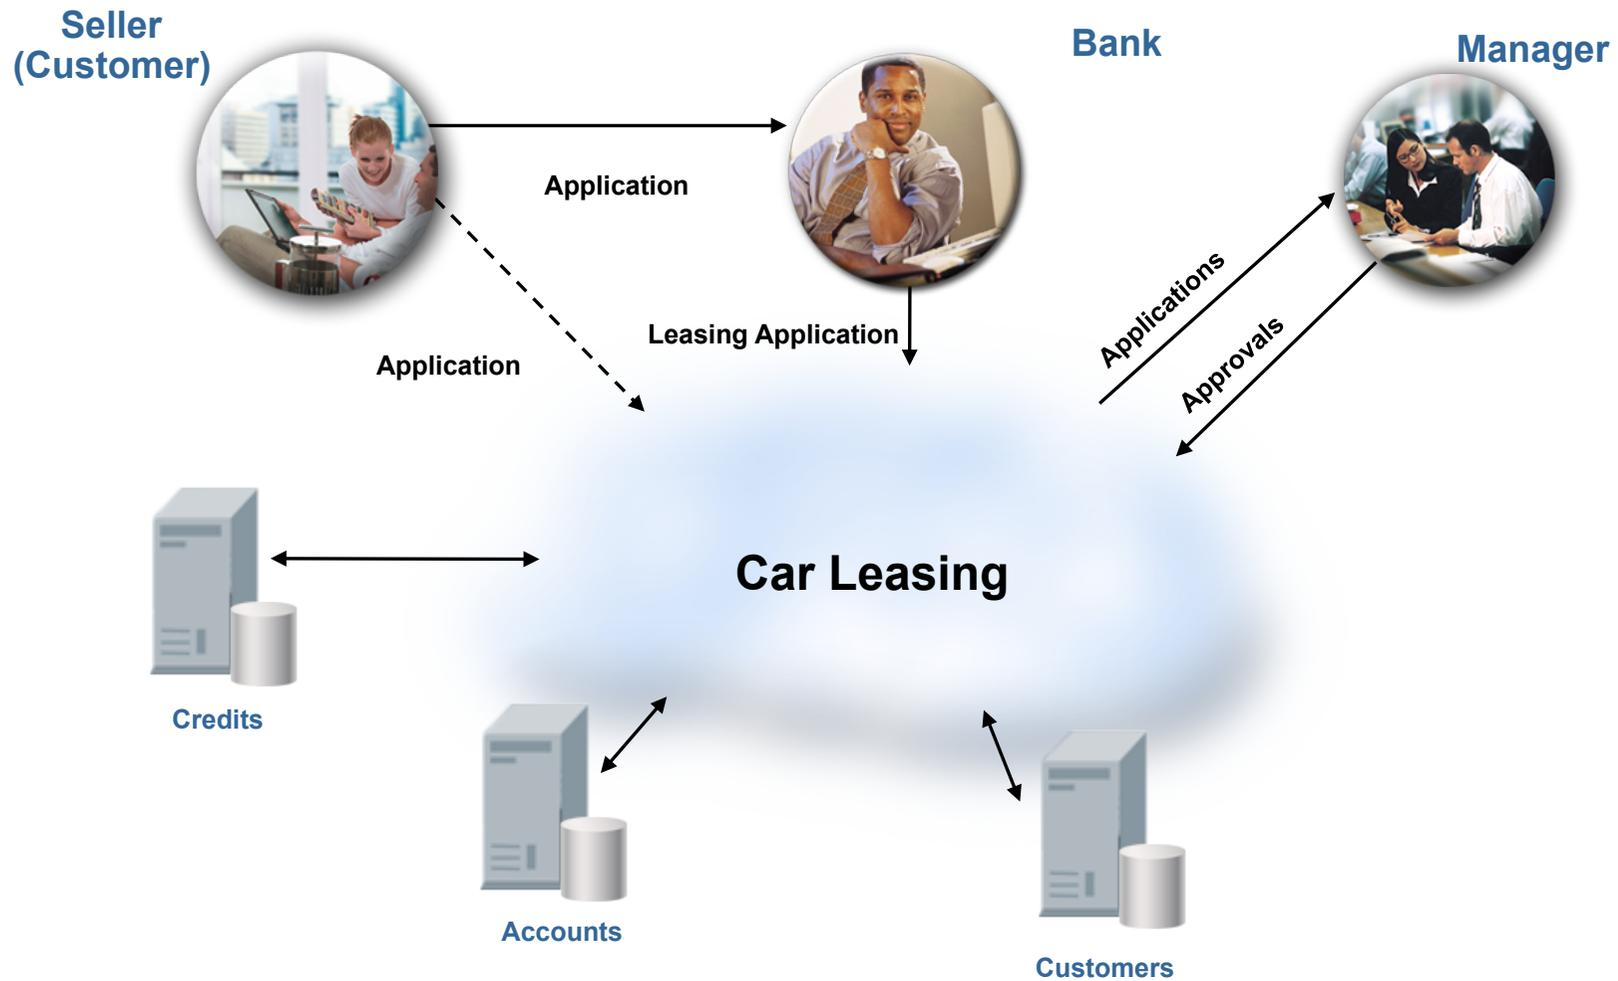 Seller
(Customer)
Bank
Manager
Application
Applications
Approvals
Leasing Application
Application
Car Leasing
Credits
Accounts
Customers